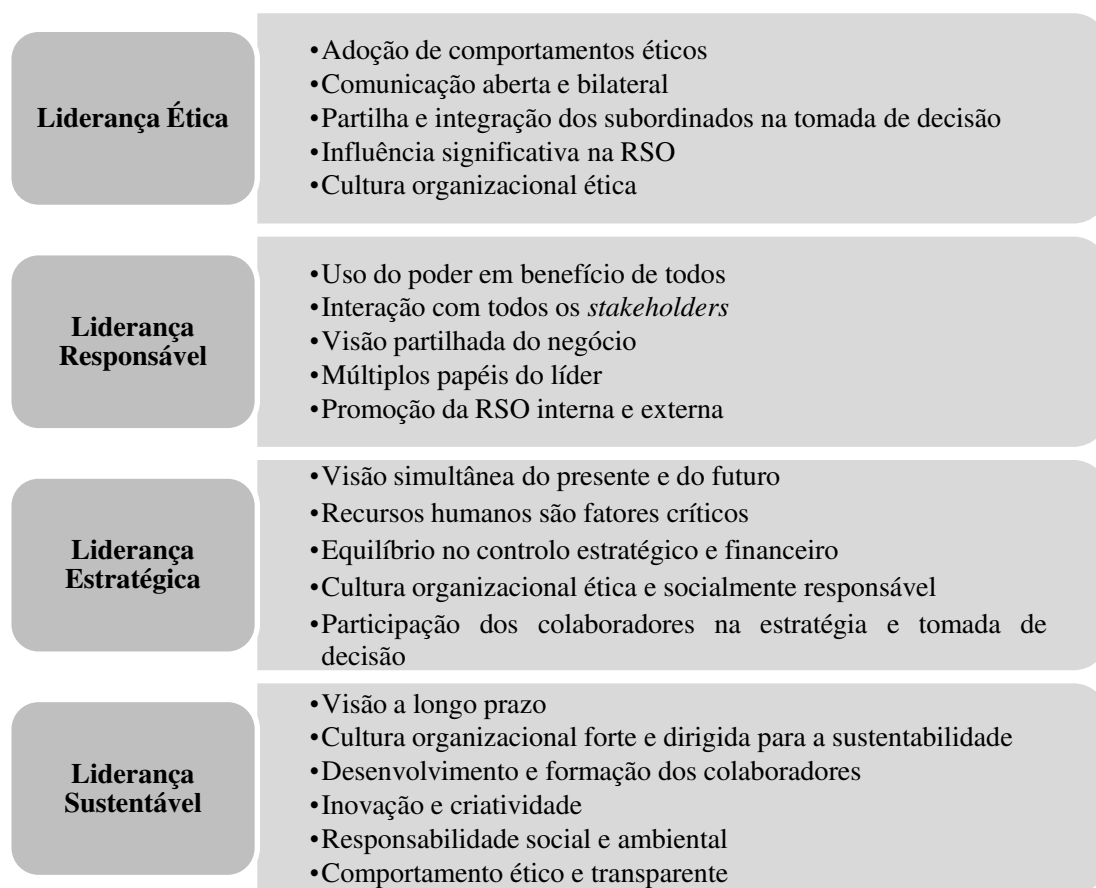 Liderança Ética
•Adoção de comportamentos éticos
•Comunicação aberta e bilateral
•Partilha e integração dos subordinados na tomada de decisão
•Influência significativa na RSO
•Cultura organizacional ética
Liderança
Responsável
•Uso do poder em benefício de todos
•Interação com todos os stakeholders
•Visão partilhada do negócio
•Múltiplos papéis do líder
•Promoção da RSO interna e externa
Liderança
Estratégica
•Visão simultânea do presente e do futuro
•Recursos humanos são fatores críticos
•Equilíbrio no controlo estratégico e financeiro
•Cultura organizacional ética e socialmente responsável
•Participação dos colaboradores na estratégia e tomada de
decisão
Liderança
Sustentável
•Visão a longo prazo
•Cultura organizacional forte e dirigida para a sustentabilidade
•Desenvolvimento e formação dos colaboradores
•Inovação e criatividade
•Responsabilidade social e ambiental
•Comportamento ético e transparente